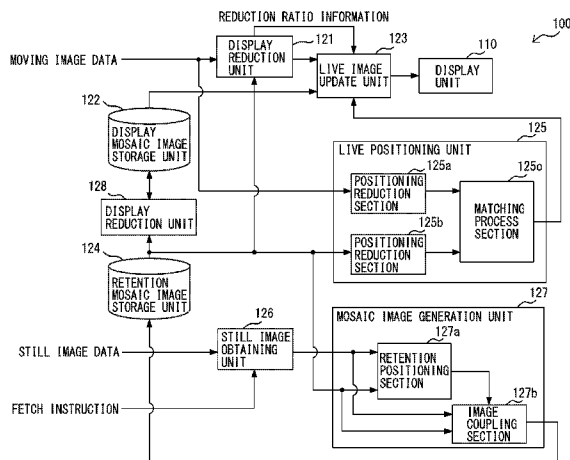 REDUCTION RATIO INFORMATION
100
MOVING IMAGE DATA
121
DISPLAY
REDUCTION
UNIT
123
LIVE IMAGE
UPDATE UNIT
110
DISPLAY
UNIT
122
DISPLAY
MOSAIC IMAGE
STORAGE UNIT
128
DISPLAY
REDUCTION UNIT
124
RETENTION
MOSAIC IMAGE
STORAGE UNIT
125
LIVE POSITIONING UNIT
125a
POSITIONING
REDUCTION
SECTION
125b
POSITIONING
REDUCTION
SECTION
125c
MATCHING
PROCESS
SECTION
STILL IMAGE DATA
126
STILL IMAGE
OBTAINING
UNIT
FETCH INSTRUCTION
127
MOSAIC IMAGE GENERATION UNIT
127a
RETENTION
POSITIONING
SECTION
127b
IMAGE
COUPLING
SECTION